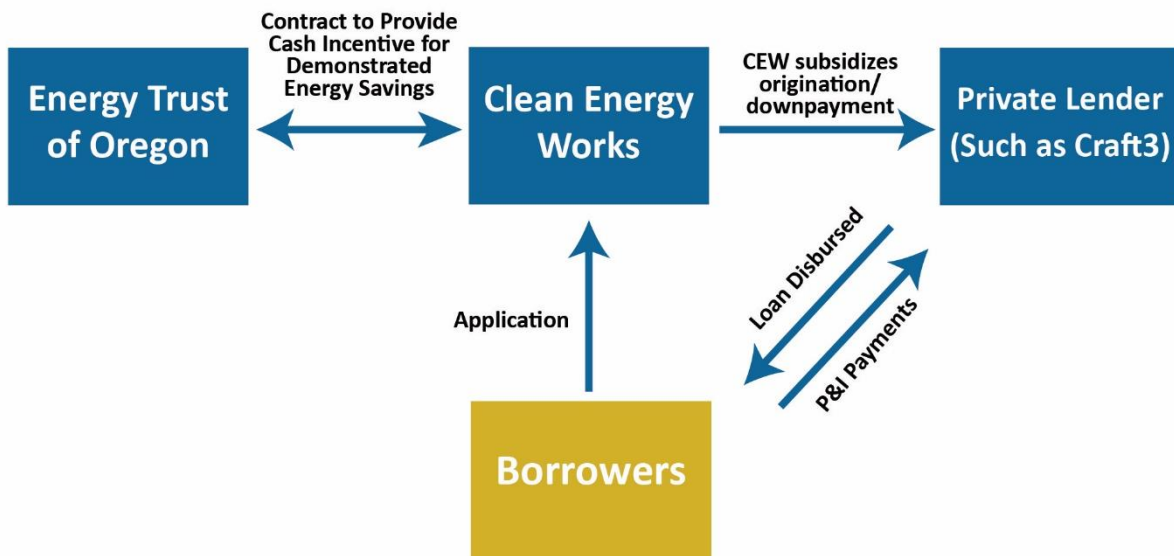 Contract to Provide
Cash Incentive for
Demonstrated
Energy Savings
Energy Trust
of Oregon
Clean Energy
Works
CEW subsidizes
origination/
downpayment
Private Lender
(Such as Craft3)
Application
Loan Disbursed
P&I Payments
Borrowers